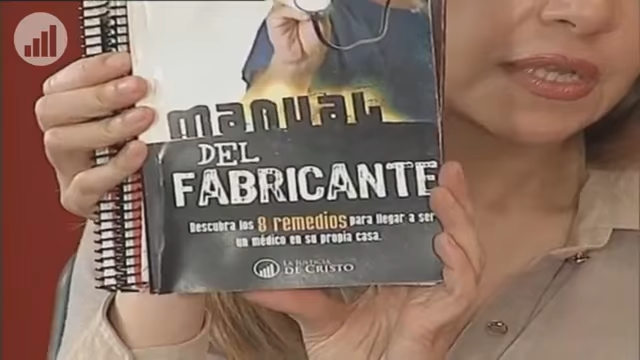 manual
DEL
FABRICANTE
Descubra los 8 remedios para llegar a ser
un médico en su propia casa.
LA JUSTICIA
DE CRISTO